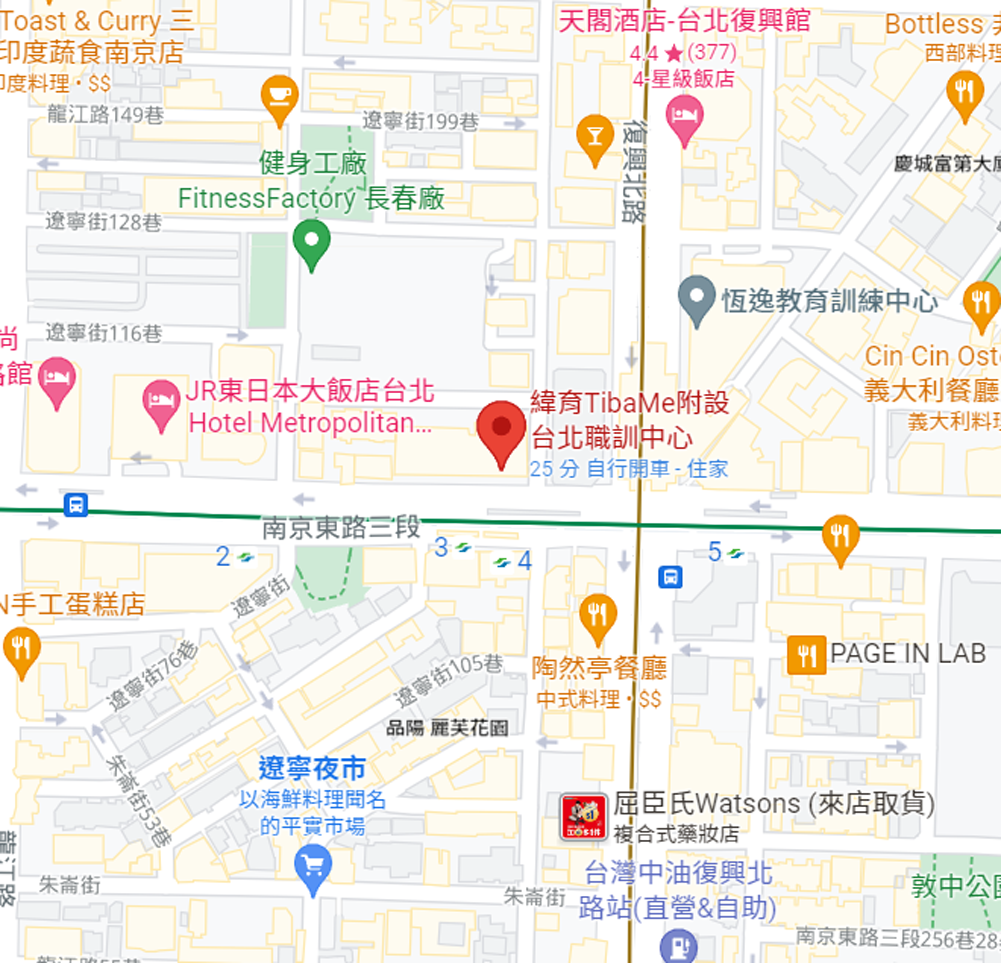 Toast & Curry 三
印度蔬食南京店
印度料理・$$
天閣酒店-台北復興館
4.4 ★ (377)
4-星級飯店
Bottless
西部料理
龍江路149巷
遼寧街199巷
復興北路
慶城富第大廈
健身工廠
FitnessFactory 長春廠
遼寧街128巷
恆逸教育訓練中心
遼寧街116巷
尚
路館
JR東日本大飯店台北
Hotel Metropolitan...
緯育TibaMe附設
台北職訓中心
25 分 自行開車 - 住家
Cin Cin Oste
義大利餐廳
義大利料理
南京東路三段
2
3
4
5
N手工蛋糕店
遼寧街
遼寧街76巷
遼寧街105巷
陶然亭餐廳
中式料理・$$
PAGE IN LAB
品陽 麗芙花園
朱崙街53巷
遼寧夜市
以海鮮料理聞名
的平實市場
屈臣氏Watsons (來店取貨)
複合式藥妝店
台灣中油復興北
路站(直營&自助)
龍江路
朱崙街
朱崙街
敦中公園
南京東路三段256巷28
龍江路55巷